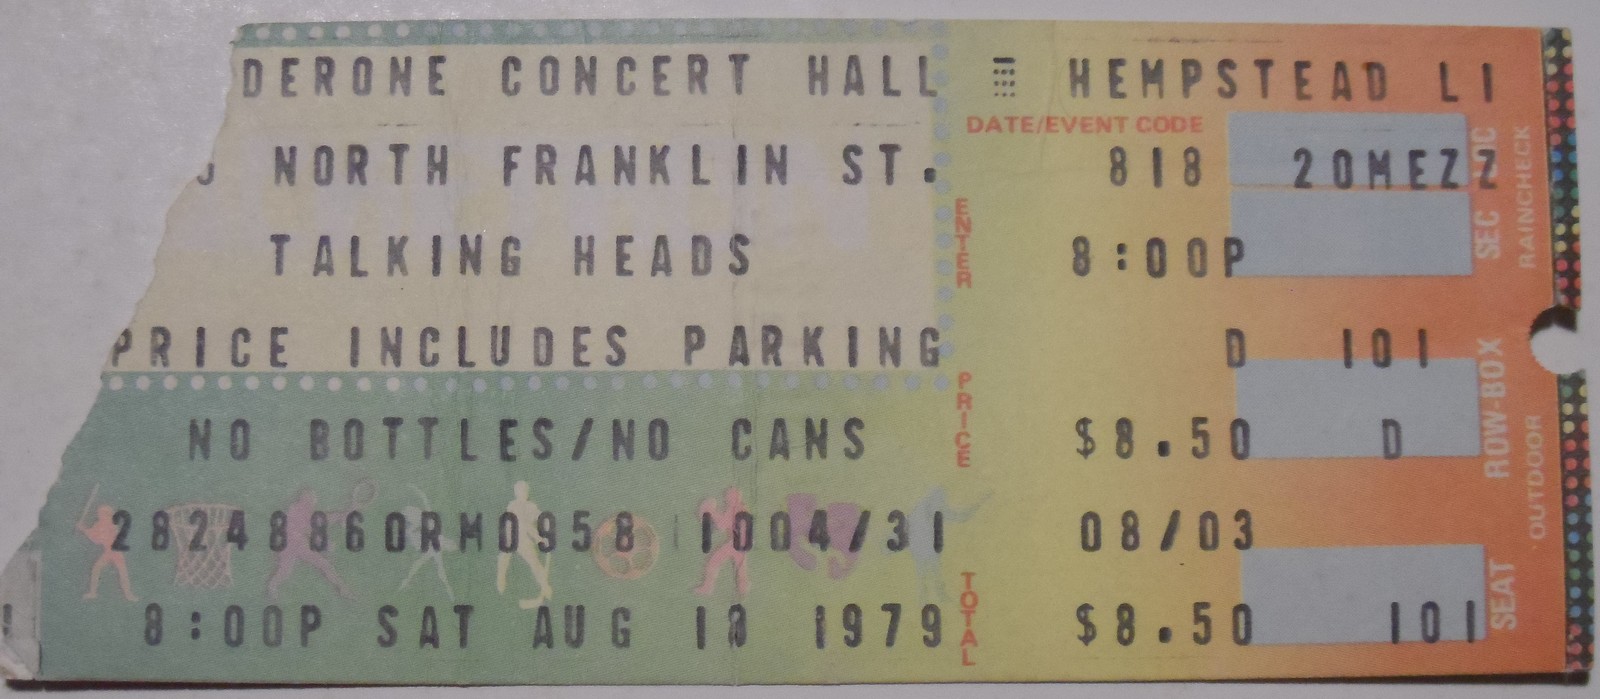 DERONE CONCERT HALL HEMPSTEAD LI
DATE/EVENT CODE
NORTH FRANKLIN ST. 818 20MEZZ
TALKING HEADS 8:00P
ENTER
SEC LOC
RAINCHECK
PRICE INCLUDES PARKING D 101
NO BOTTLES/NO CANS $8.50 D
PRICE
ROW-BOX
OUTDOOR
28248860RM0958 1004/31 08/03
8:00P SAT AUG 18 1979 $8.50 101
TOTAL
SEAT